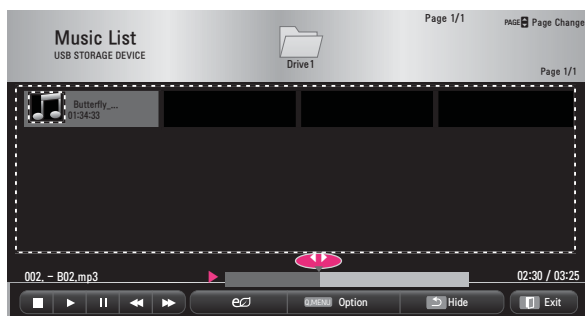 Page 1/1
PAGE Page Change
Music List
USB STORAGE DEVICE
Drive1
Page 1/1
Butterfly_...
01:34:33
002, - B02,mp3
02:30 / 03:25
Q.MENU Option
Hide
Exit